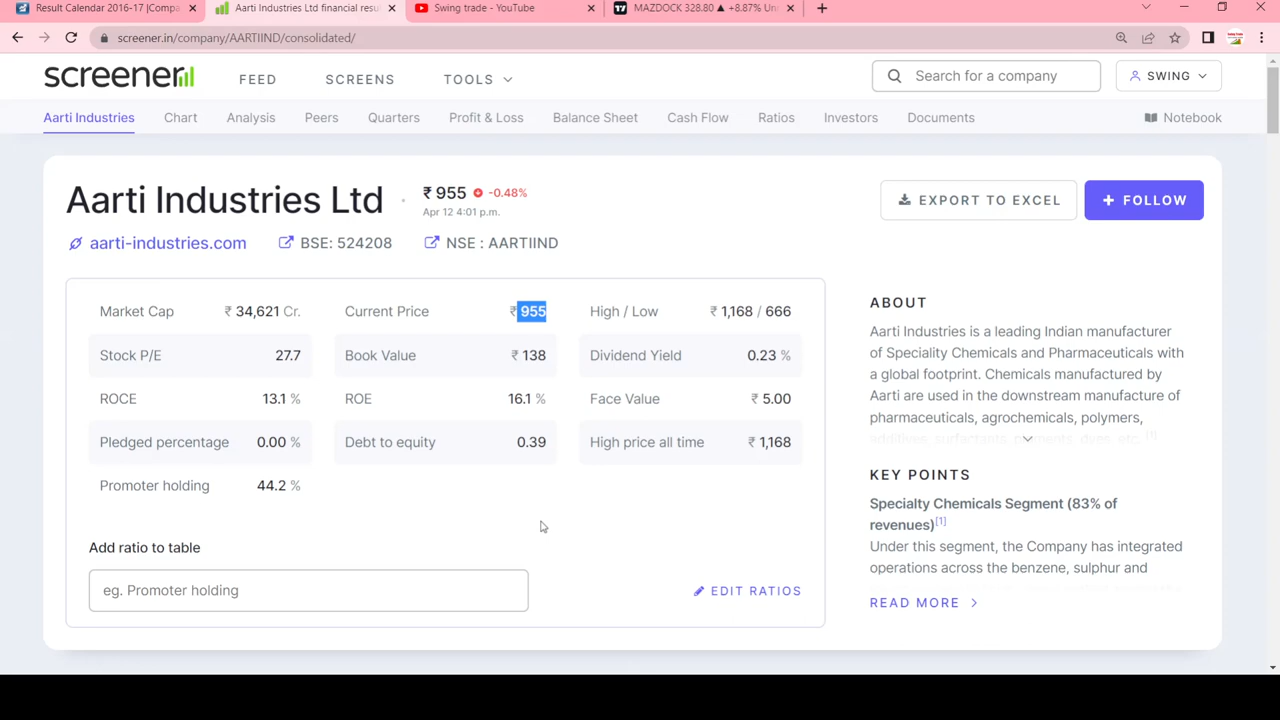 Result Calendar 2016-17 |Compa
Aarti Industries Ltd financial resu
Swing trade - YouTube
MAZDOCK 328.80 ▲ +8.87% Un
screener.in/company/AARTIIND/consolidated/
screener
FEED
SCREENS
TOOLS
Search for a company
SWING
Aarti Industries
Chart
Analysis
Peers
Quarters
Profit & Loss
Balance Sheet
Cash Flow
Ratios
Investors
Documents
Notebook
Aarti Industries Ltd
₹ 955 -0.48%
Apr 12 4:01 p.m.
EXPORT TO EXCEL
+ FOLLOW
aarti-industries.com
BSE: 524208
NSE : AARTIIND
Market Cap ₹ 34,621 Cr.
Current Price ₹ 955
High / Low ₹ 1,168 / 666
Stock P/E 27.7
Book Value ₹ 138
Dividend Yield 0.23 %
ROCE 13.1 %
ROE 16.1 %
Face Value ₹ 5.00
Pledged percentage 0.00 %
Debt to equity 0.39
High price all time ₹ 1,168
Promoter holding 44.2 %
Add ratio to table
eg. Promoter holding
EDIT RATIOS
ABOUT
Aarti Industries is a leading Indian manufacturer
of Speciality Chemicals and Pharmaceuticals with
a global footprint. Chemicals manufactured by
Aarti are used in the downstream manufacture of
pharmaceuticals, agrochemicals, polymers,
additives, surfactants, pigments, dyes, etc. [1]
KEY POINTS
Specialty Chemicals Segment (83% of
revenues)[1]
Under this segment, the Company has integrated
operations across the benzene, sulphur and
READ MORE